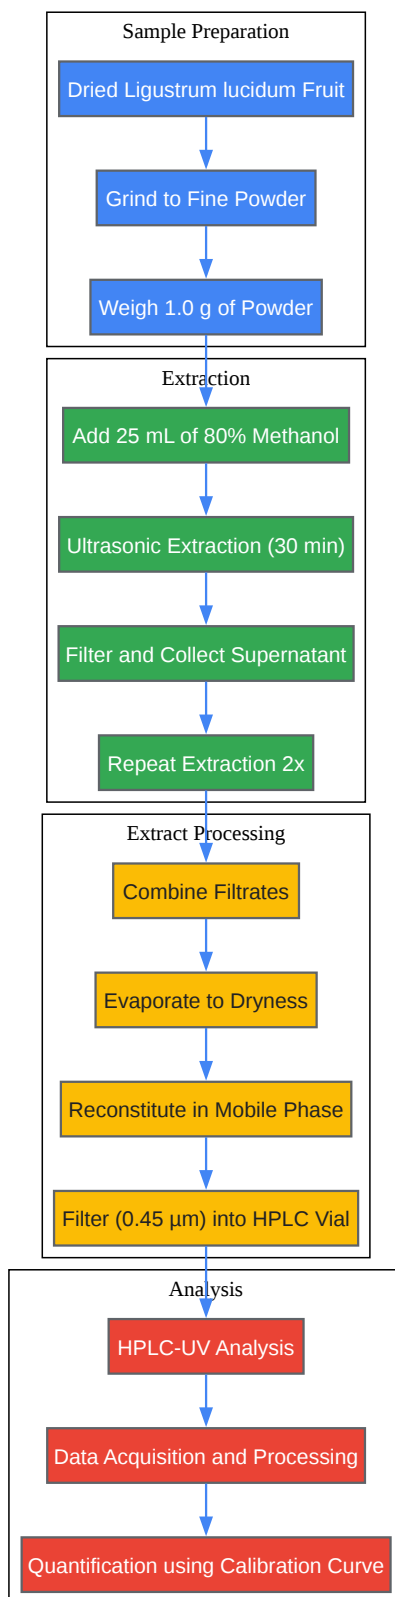 Sample Preparation
Dried Ligustrum lucidum Fruit
Grind to Fine Powder
Weigh 1.0 g of Powder
Extraction
Add 25 mL of 80% Methanol
Ultrasonic Extraction (30 min)
Filter and Collect Supernatant
Repeat Extraction 2x
Extract Processing
Combine Filtrates
Evaporate to Dryness
Reconstitute in Mobile Phase
Filter (0.45 µm) into HPLC Vial
Analysis
HPLC-UV Analysis
Data Acquisition and Processing
Quantification using Calibration Curve